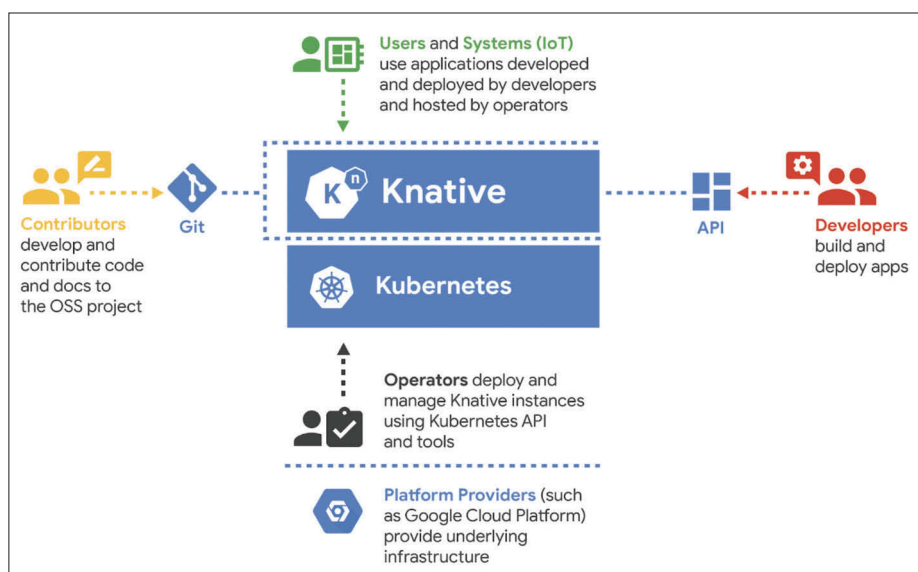 Users and Systems (IoT)
use applications developed
and deployed by developers
and hosted by operators
Contributors
develop and
contribute code
and docs to
the OSS project
Git
K
n
Knative
Kubernetes
API
Developers
build and
deploy apps
Operators deploy and
manage Knative instances
using Kubernetes API
and tools
Platform Providers (such
as Google Cloud Platform)
provide underlying
infrastructure